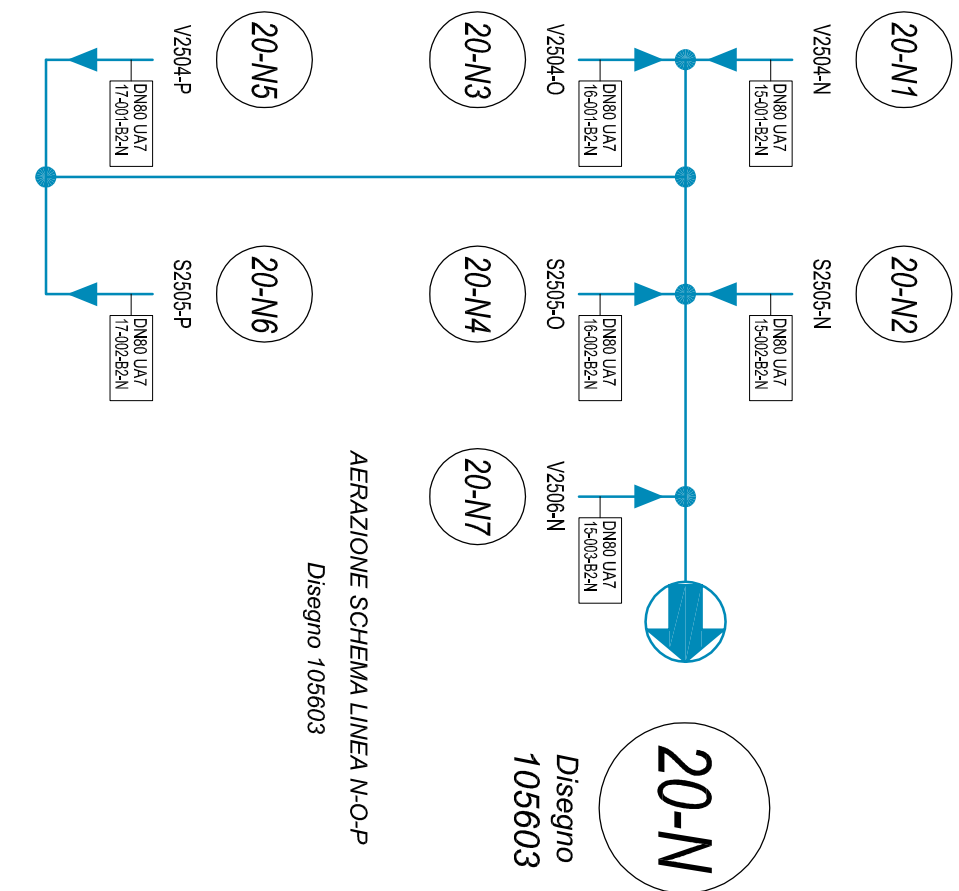 20-N1
V2504-N
DN80 UA7
15-001-B2-N
20-N2
S2505-N
DN80 UA7
15-002-B2-N
20-N3
V2504-O
DN80 UA7
16-001-B2-N
20-N4
S2505-O
DN80 UA7
16-002-B2-N
20-N7
V2506-N
DN80 UA7
15-003-B2-N
20-N
Disegno
105603
20-N5
V2504-P
DN80 UA7
17-001-B2-N
20-N6
S2505-P
DN80 UA7
17-002-B2-N
AERAZIONE SCHEMA LINEA N-O-P
Disegno 105603